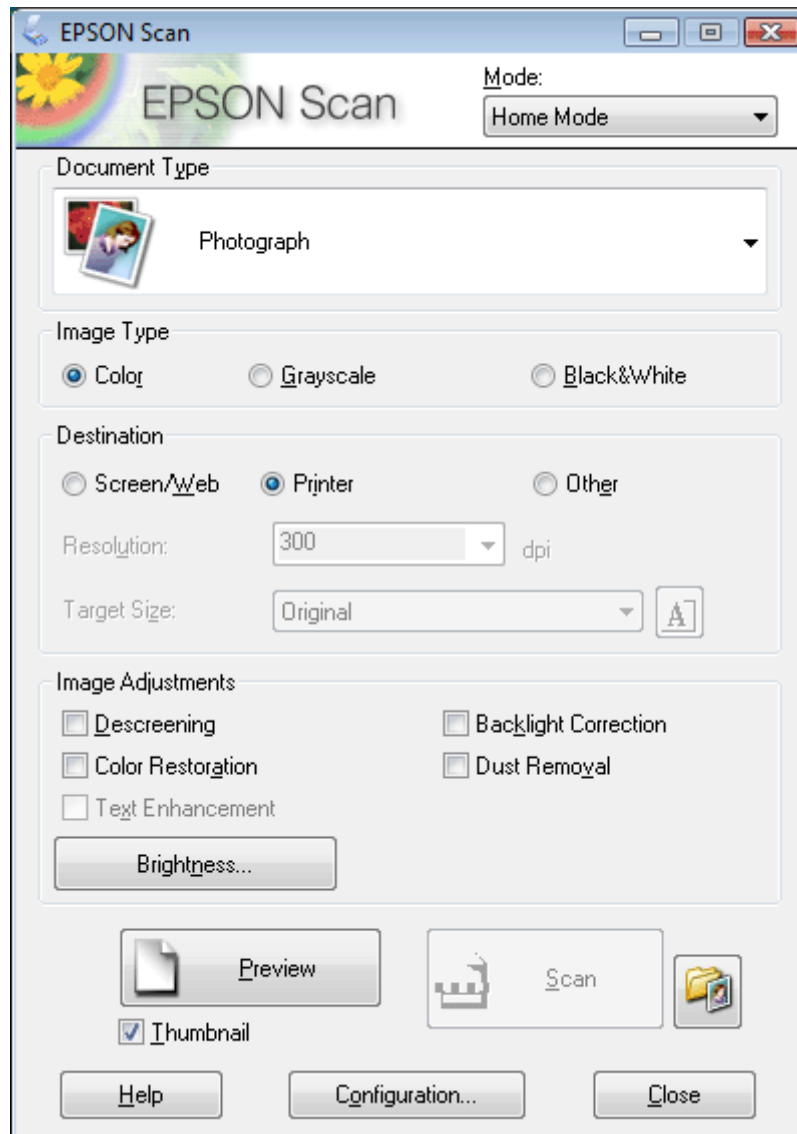 EPSON Scan
EPSON Scan
Mode:
Home Mode
Document Type
Photograph
Image Type
Color Grayscale Black&White
Destination
Screen/Web Printer Other
Resolution: 300 dpi
Target Size: Original A
Image Adjustments
Descreening Backlight Correction
Color Restoration Dust Removal
Text Enhancement
Brightness...
Preview Scan
Thumbnail
Help Configuration... Close